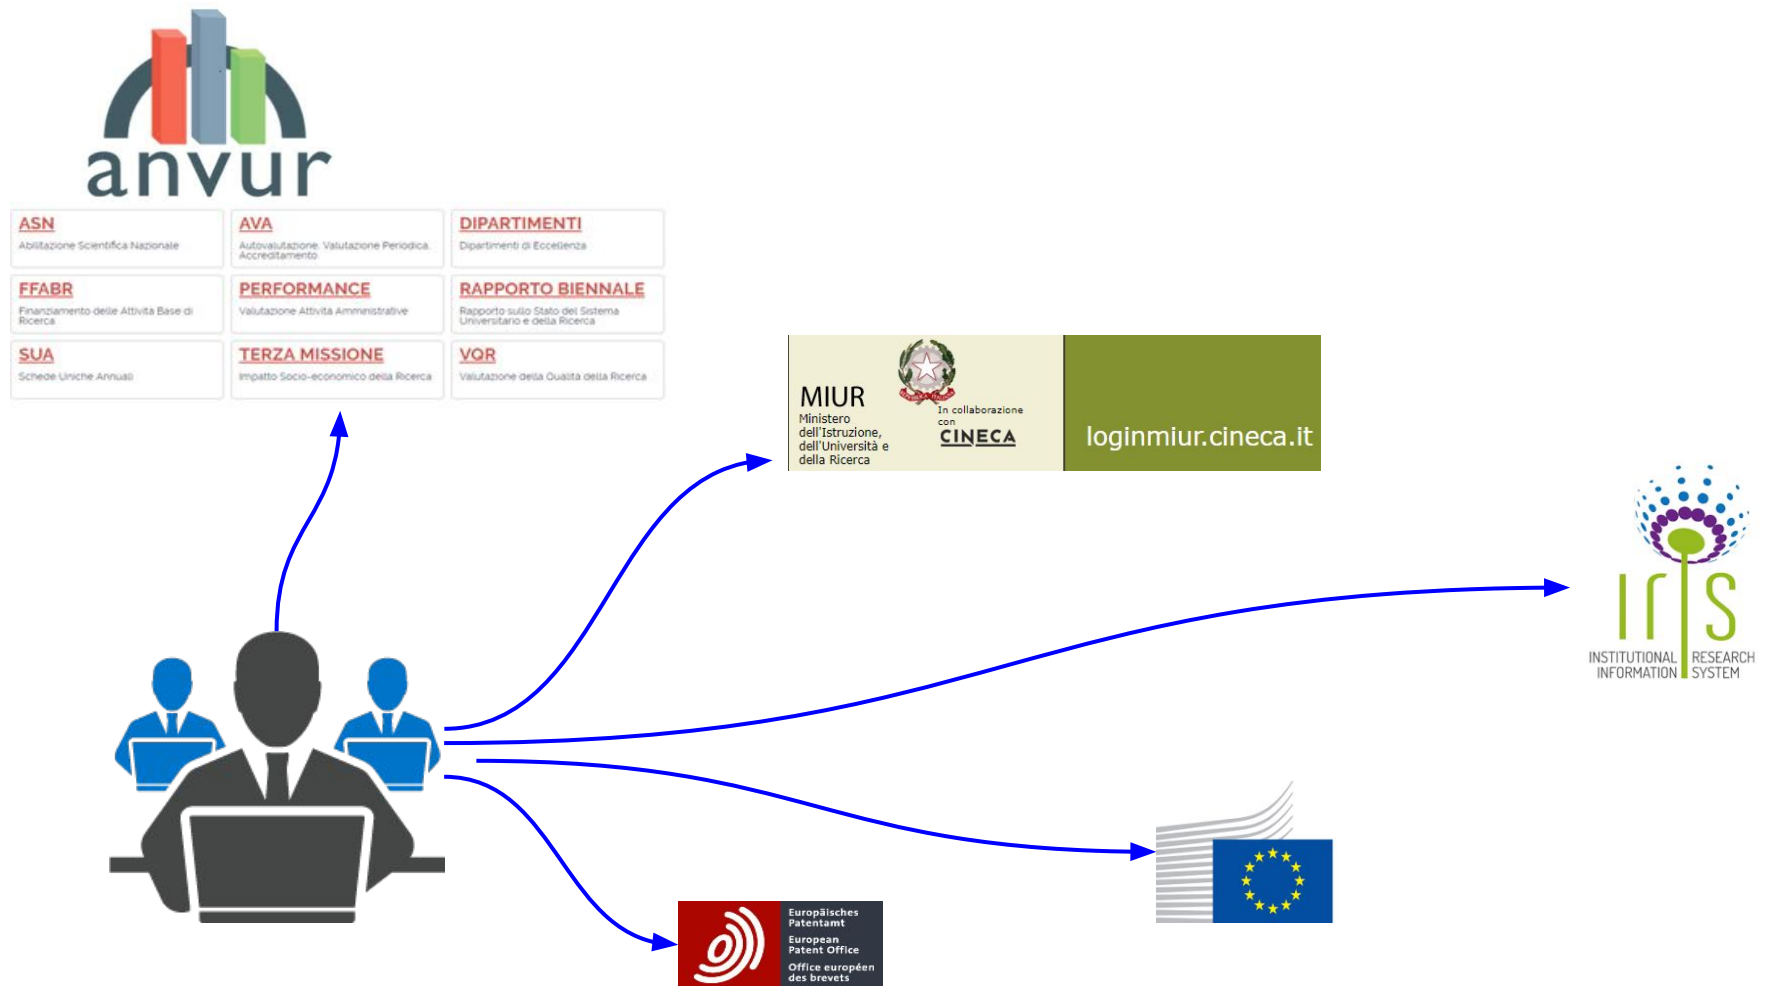 anvur
ASN
Abilitazione Scientifica Nazionale
AVA
Autovalutazione, Valutazione Periodica,
Accreditamento
DIPARTIMENTI
Dipartimenti di Eccellenza
FFABR
Finanziamento delle Attività Base di
Ricerca
PERFORMANCE
Valutazione Attività Amministrative
RAPPORTO BIENNALE
Rapporto sullo Stato del Sistema
Universitario e della Ricerca
SUA
Schede Uniche Annuali
TERZA MISSIONE
Impatto Socio-economico della Ricerca
VQR
Valutazione della Qualità della Ricerca
MIUR
Ministero
dell'Istruzione,
dell'Università e
della Ricerca
In collaborazione
con
CINECA
loginmiur.cineca.it
IrIS
INSTITUTIONAL RESEARCH
INFORMATION SYSTEM
Europäisches
Patentamt
European
Patent Office
Office européen
des brevets